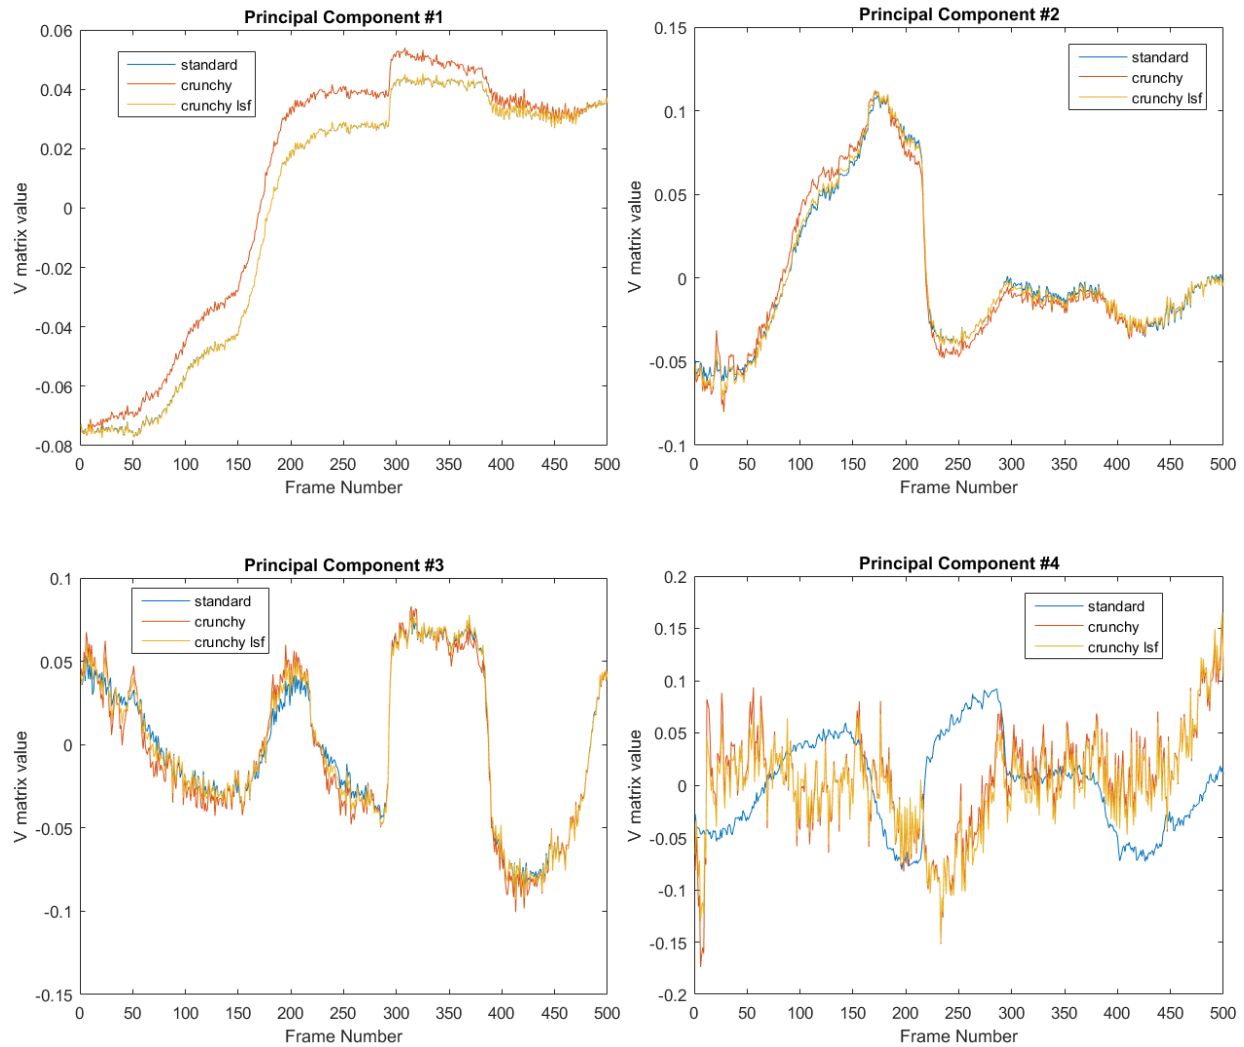 Principal Component #1
0.06
0.04
0.02
0
-0.02
-0.04
-0.06
-0.08
V matrix value
standard
crunchy
crunchy lsf
0 50 100 150 200 250 300 350 400 450 500
Frame Number
Principal Component #2
0.15
0.1
0.05
0
-0.05
-0.1
V matrix value
standard
crunchy
crunchy lsf
0 50 100 150 200 250 300 350 400 450 500
Frame Number
Principal Component #3
0.1
0.05
0
-0.05
-0.1
-0.15
V matrix value
standard
crunchy
crunchy lsf
0 50 100 150 200 250 300 350 400 450 500
Frame Number
Principal Component #4
0.2
0.15
0.1
0.05
0
-0.05
-0.1
-0.15
-0.2
V matrix value
standard
crunchy
crunchy lsf
0 50 100 150 200 250 300 350 400 450 500
Frame Number